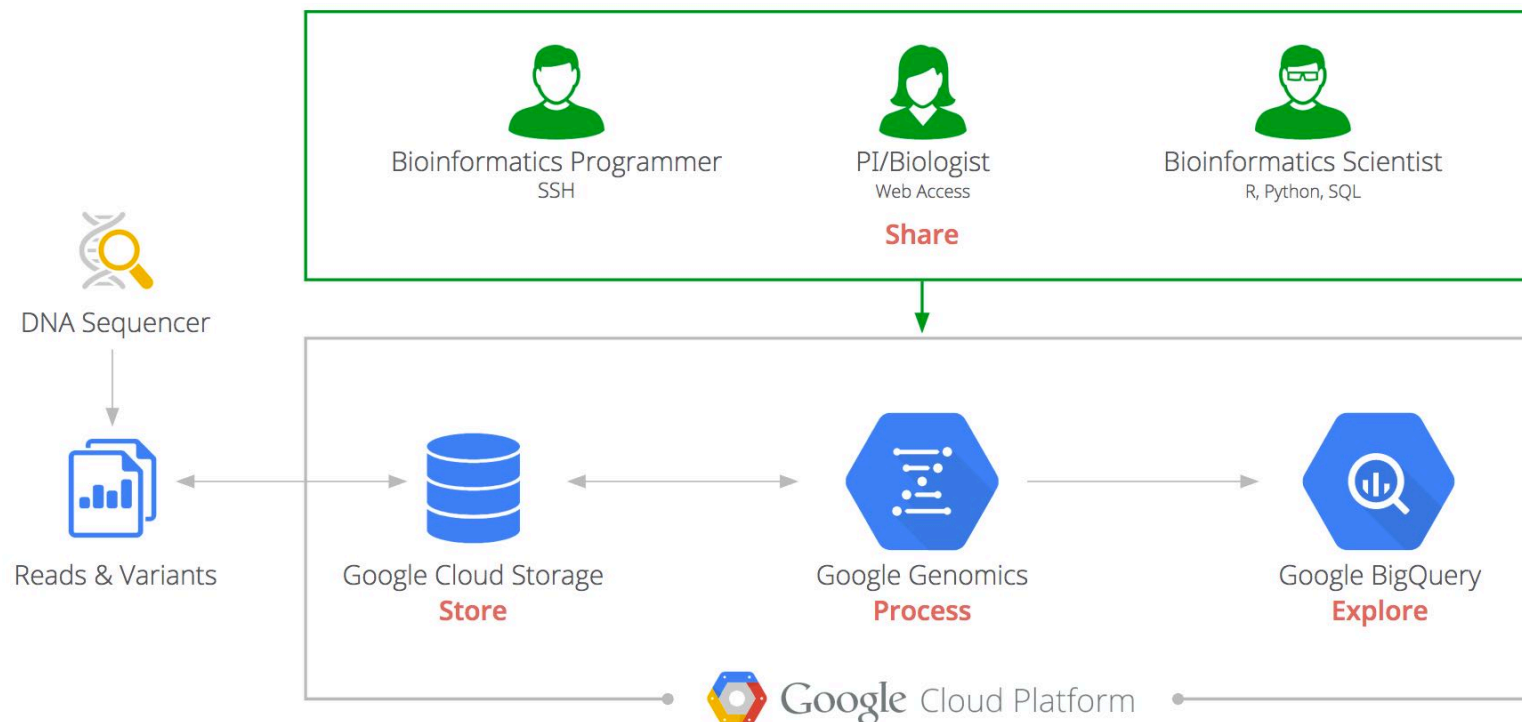 Bioinformatics Programmer
SSH
PI/Biologist
Web Access
Share
Bioinformatics Scientist
R, Python, SQL
DNA Sequencer
Reads & Variants
Google Cloud Storage
Store
Google Genomics
Process
Google BigQuery
Explore
Google Cloud Platform